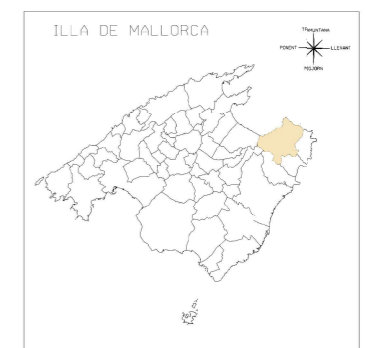 ILLA DE MALLORCA
TRAMUNTANA
PONENT
LLEVANT
MIGJORN